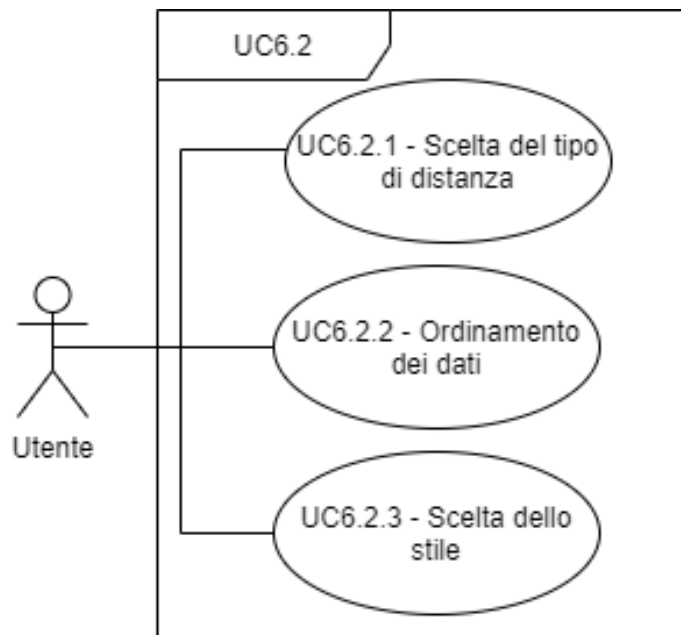 UC6.2
UC6.2.1 - Scelta del tipo
di distanza
UC6.2.2 - Ordinamento
dei dati
Utente
UC6.2.3 - Scelta dello
stile